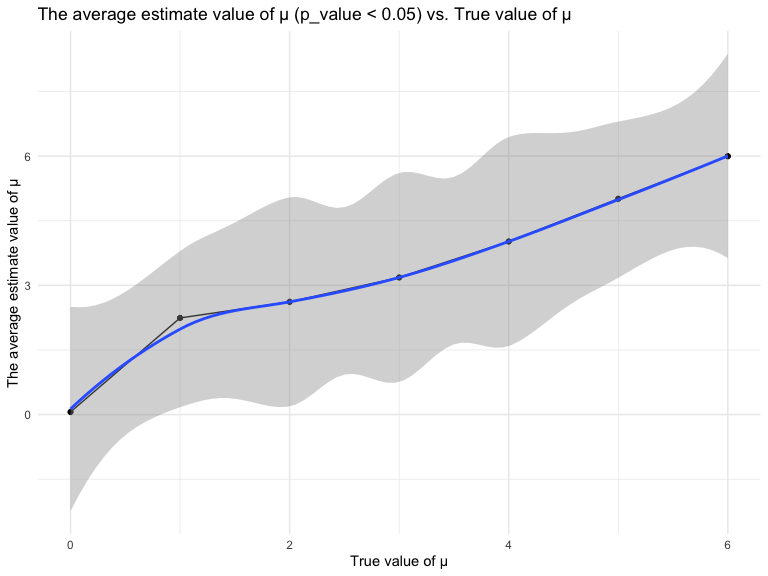 The average estimate value of μ (p_value < 0.05) vs. True value of μ
The average estimate value of μ
6
3
0
0
2
4
6
True value of μ